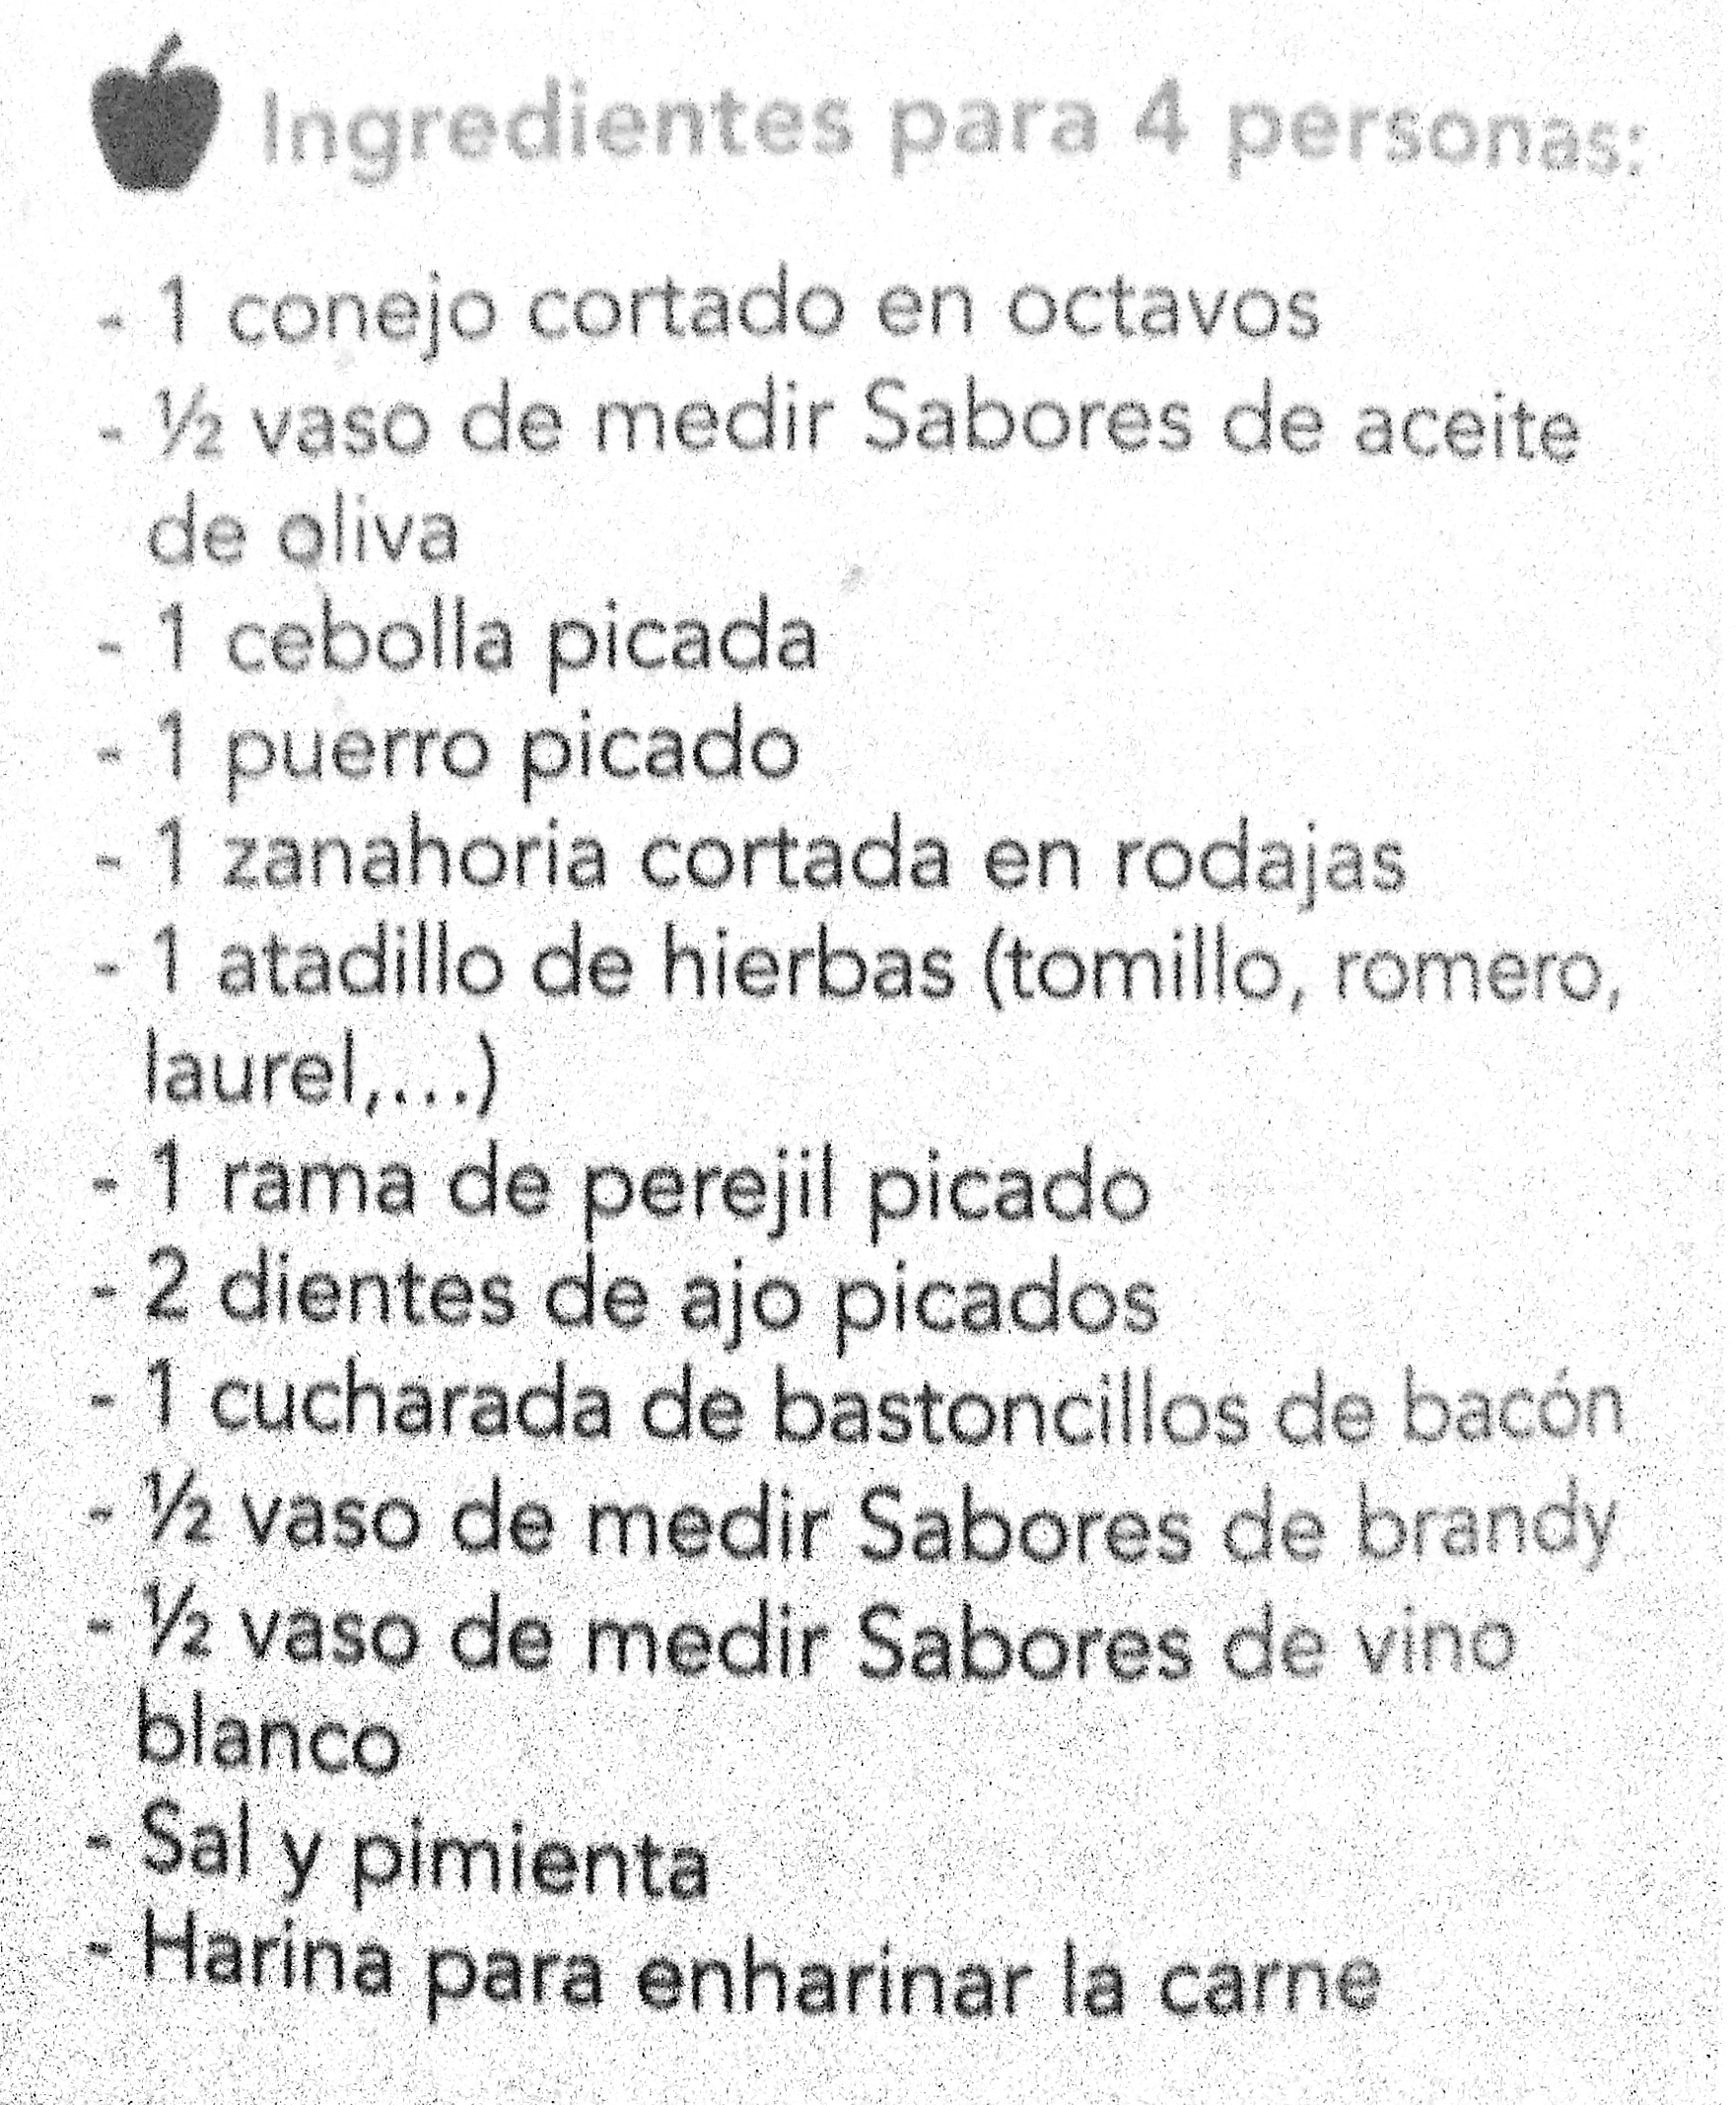 Ingredientes para 4 personas:
- 1 conejo cortado en octavos
- ½ vaso de medir Sabores de aceite
de oliva
- 1 cebolla picada
- 1 puerro picado
- 1 zanahoria cortada en rodajas
- 1 atadillo de hierbas (tomillo, romero,
laurel,...)
- 1 rama de perejil picado
- 2 dientes de ajo picados
- 1 cucharada de bastoncillos de bacón
- ½ vaso de medir Sabores de brandy
- ½ vaso de medir Sabores de vino
blanco
- Sal y pimienta
- Harina para enharinar la carne